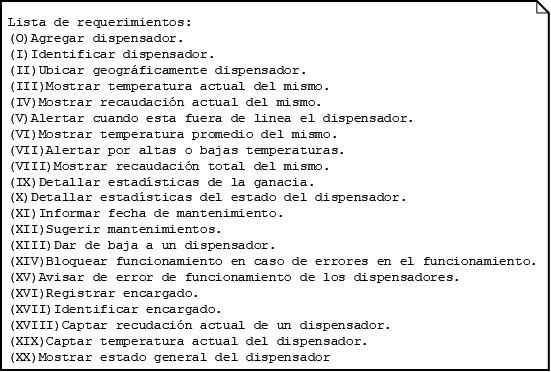 Lista de requerimientos:
(O)Agregar dispensador.
(I)Identificar dispensador.
(II)Ubicar geográficamente dispensador.
(III)Mostrar temperatura actual del mismo.
(IV)Mostrar recaudación actual del mismo.
(V)Alertar cuando esta fuera de linea el dispensador.
(VI)Mostrar temperatura promedio del mismo.
(VII)Alertar por altas o bajas temperaturas.
(VIII)Mostrar recaudación total del mismo.
(IX)Detallar estadísticas de la ganacia.
(X)Detallar estadísticas del estado del dispensador.
(XI)Informar fecha de mantenimiento.
(XII)Sugerir mantenimientos.
(XIII)Dar de baja a un dispensador.
(XIV)Bloquear funcionamiento en caso de errores en el funcionamiento.
(XV)Avisar de error de funcionamiento de los dispensadores.
(XVI)Registrar encargado.
(XVII)Identificar encargado.
(XVIII)Captar recudación actual de un dispensador.
(XIX)Captar temperatura actual del dispensador.
(XX)Mostrar estado general del dispensador